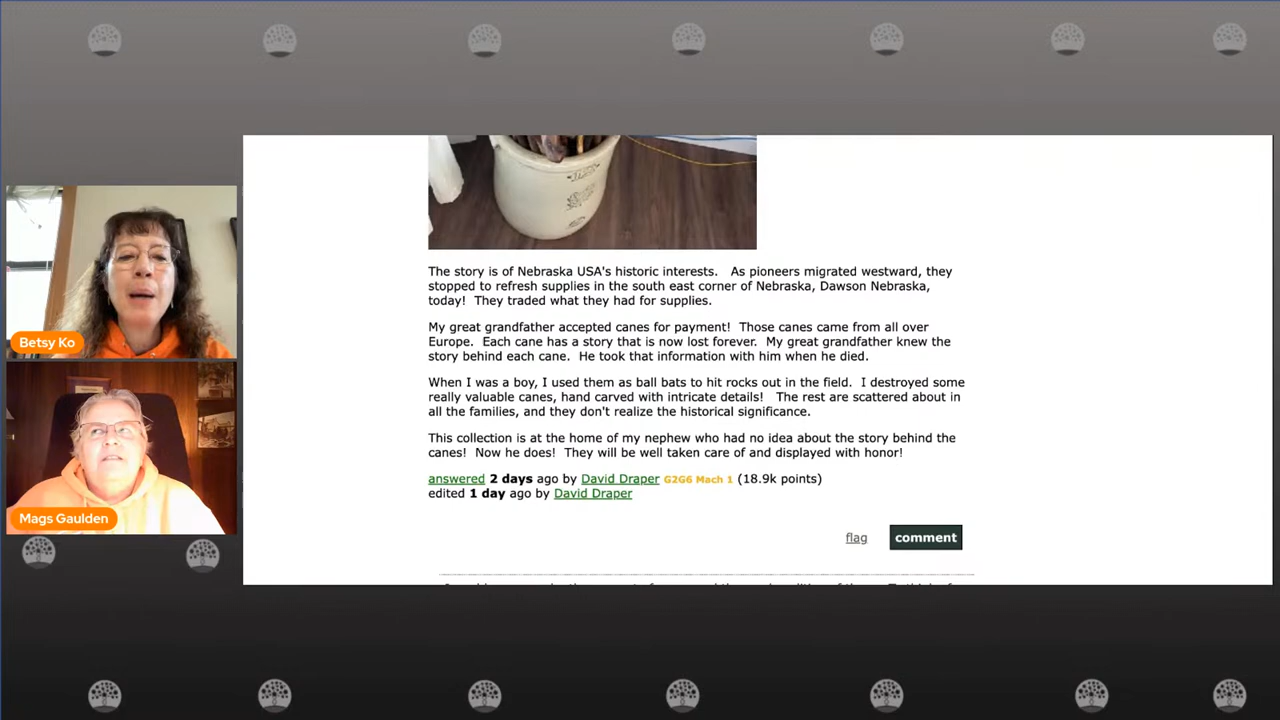 The story is of Nebraska USA's historic interests. As pioneers migrated westward, they
stopped to refresh supplies in the south east corner of Nebraska, Dawson Nebraska,
today! They traded what they had for supplies.
My great grandfather accepted canes for payment! Those canes came from all over
Europe. Each cane has a story that is now lost forever. My great grandfather knew the
story behind each cane. He took that information with him when he died.
When I was a boy, I used them as ball bats to hit rocks out in the field. I destroyed some
really valuable canes, hand carved with intricate details! The rest are scattered about in
all the families, and they don't realize the historical significance.
This collection is at the home of my nephew who had no idea about the story behind the
canes! Now he does! They will be well taken care of and displayed with honor!
answered 2 days ago by David Draper G2G6 Mach 1 (18.9k points)
edited 1 day ago by David Draper
flag comment
Betsy Ko
Mags Gaulden